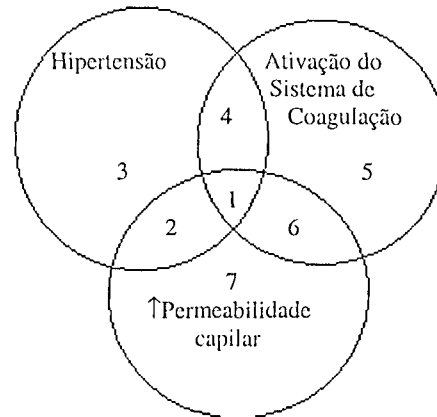 Hipertensão
Ativação do
Sistema de
Coagulação
4
3
5
1
2
6
7
↑Permeabilidade
capilar